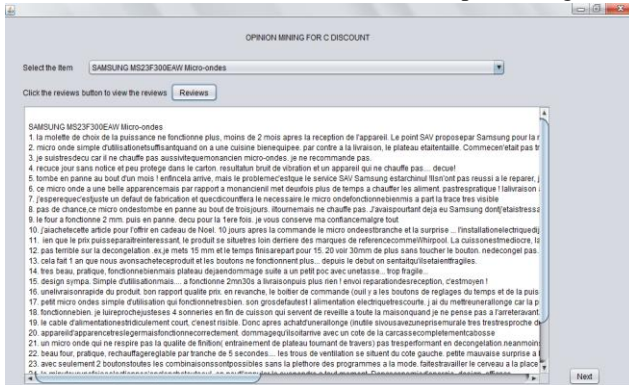 OPINION MINING FOR C DISCOUNT
Select the Item
SAMSUNG MS23F300EAW Micro-ondes
Click the reviews button to view the reviews
Reviews
SAMSUNG MS23F300EAW Micro-ondes
1. la molette de choix de la puissance ne fonctionne plus, moins de 2 mois apres la reception de l'appareil. Le point SAV proposepar Samsung pour la r
2. micro onde simple d'utilisationetsuffisantquand on a une cuisine bienequipee. par contre a la livraison, le plateau etaitentaille. Commecen'etait pas tr
3. je suistresdecu car il ne chauffe pas aussivitequemonancien micro-ondes. je ne recommande pas.
4. recuce jour sans notice et peu protege dans le carton. resultatun bruit de vibration et un appareil qui ne chauffe pas.... decue!
5. tombe en panne au bout d'un mois ! enfincela arrive, mais le problemec'estque le service SAV Samsung estarchinul !Ilsn'ont pas reussi a le reparer, j
6. ce micro onde a une belle apparencemais par rapport a monancienil met deuxfois plus de temps a chauffer les aliment. pastrespratique ! lalivraison
7. j'esperequec'estjuste un defaut de fabrication et quecdicountfera le necessaire.le micro ondefonctionnebienmis a part la trace tres visible
8. pas de chance,ce micro ondestombe en panne au bout de troisjours. iltournemais ne chauffe pas. J'avaispourtant deja eu Samsung dontj'etaistressa
9. le four a fonctionne 2 mm. puis en panne. decu pour la 1ere fois. je vous conserve ma confiancemalgre tout
10. j'aiachetecette article pour l'offrir en cadeau de Noel. 10 jours apres la commande le micro ondeestbranche et la surprise ... l'installationelectriquedj
11. ien que le prix puisseparaitreinteressant, le produit se situetres loin derriere des marques de referencecommeWhirpool. La cuissonestmediocre, la
12. pas terrible sur la decongelation .ex.je mets 15 mm et le temps finisarepart pour 15. 20 voir 30mm de plus sans toucher le bouton. nedecongel pas.
13. cela fait 1 an que nous avonsacheteceproduit et les boutons ne fonctionnent plus... depuis le debut on sentaitqu'ilsetaientfragiles.
14. tres beau, pratique, fonctionnebienmais plateau dejaendommage suite a un petit poc avec unetasse... trop fragile..
15. design sympa. Simple d'utilisationmais.... a fonctionne 2mn30s a livraisonpuis plus rien ! envoi reparationdesreception, c'estmoyen !
16. unelivraisonrapide du produit. bon rapport qualite prix. en revanche, le boitier de commande (ouil y a les boutons de reglages du temps et de la puis
17. petit micro ondes simple d'utilisation qui fonctionnetresbien. son grosdefautest l alimentation electriquetrescourte. j ai du mettreunerallonge car la p
18. fonctionnebien. je luireprochejusteses 4 sonneries en fin de cuisson qui servent de reveille a toute la maisonquand je ne pense pas a l'arreteravant.
19. le cable d'alimentationestridiculement court, c'esest risible. Donc apres achatd'unerallonge (inutile sivousavezuneprisemurale tres trestresproche de
20. appareild'apparencetreslegermaisfonctionnecorrectement. dommagequ'ilsoitarrive avec un cote de la carcassecompletementcabosse
21. un micro onde qui ne respire pas la qualite de finition( entrainement de plateau tournant de travers) pas tresperformant en decongelation.neanmoins
22. beau four, pratique, rechauffagereglable par tranche de 5 secondes.... les trous de ventilation se situent du cote gauche. petite mauvaise surprise a l
23. avec seulement 2 boutonstoutes les combinaisonssontpossibles sans la plethore des programmes a la mode. faitestravailler le cerveau a la place
Next